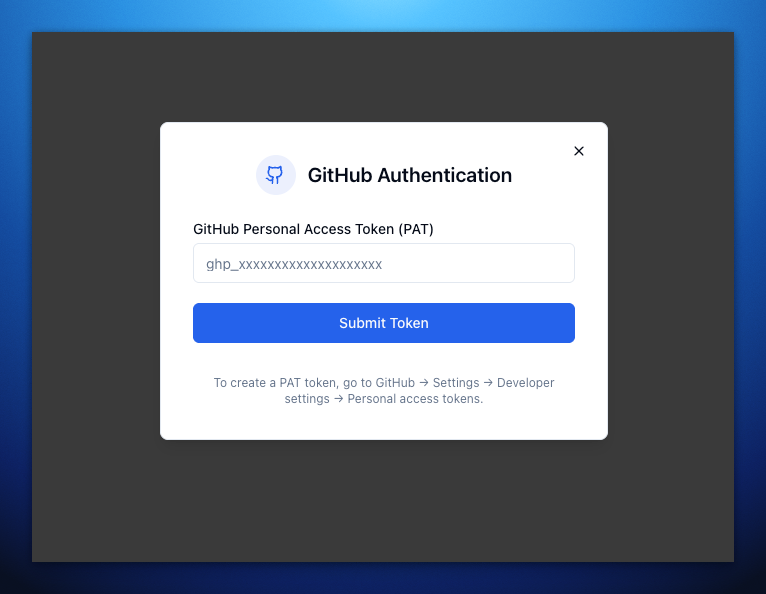 GitHub Authentication
GitHub Personal Access Token (PAT)
ghp_xxxxxxxxxxxxxxxxxxxx
Submit Token
To create a PAT token, go to GitHub → Settings → Developer
settings → Personal access tokens.